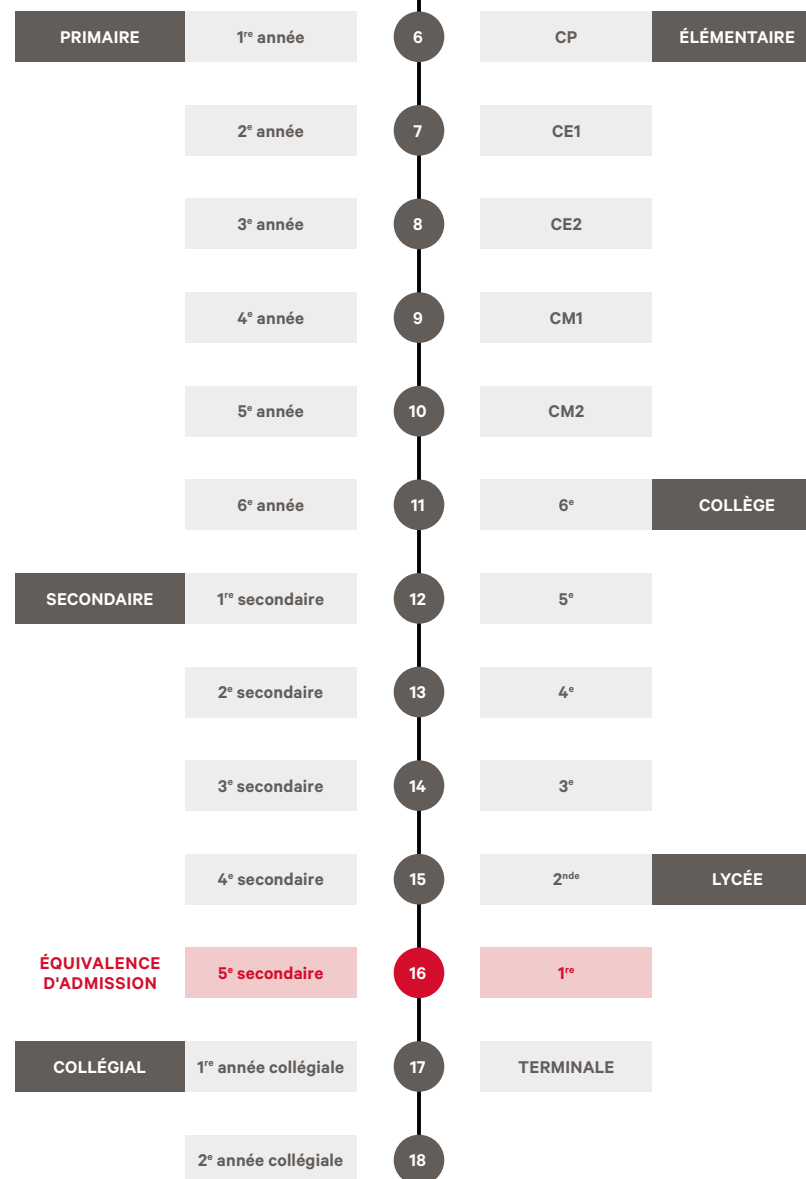 PRIMAIRE 1re année 6 CP ÉLÉMENTAIRE
2e année 7 CE1
3e année 8 CE2
4e année 9 CM1
5e année 10 CM2
6e année 11 6e COLLÈGE
SECONDAIRE 1re secondaire 12 5e
2e secondaire 13 4e
3e secondaire 14 3e
4e secondaire 15 2nde LYCÉE
ÉQUIVALENCE
D'ADMISSION 5e secondaire 16 1re
COLLÉGIAL 1re année collégiale 17 TERMINALE
2e année collégiale 18